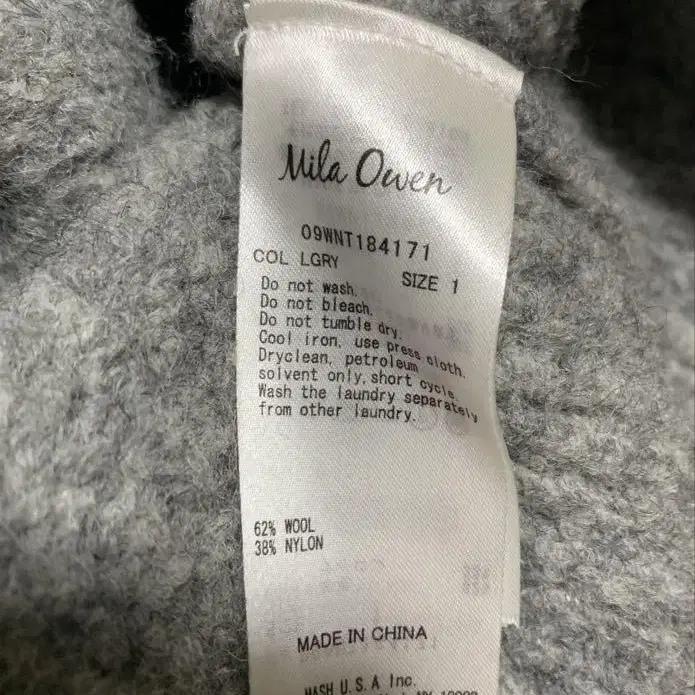 Mila Owen
09WNT184171
COL LGRY SIZE 1
Do not wash.
Do not bleach.
Do not tumble dry.
Cool iron, use press cloth.
Dryclean, petroleum
solvent only, short cycle.
Wash the laundry separately
from other laundry.
62% WOOL
38% NYLON
MADE IN CHINA
MASH U.S.A Inc.